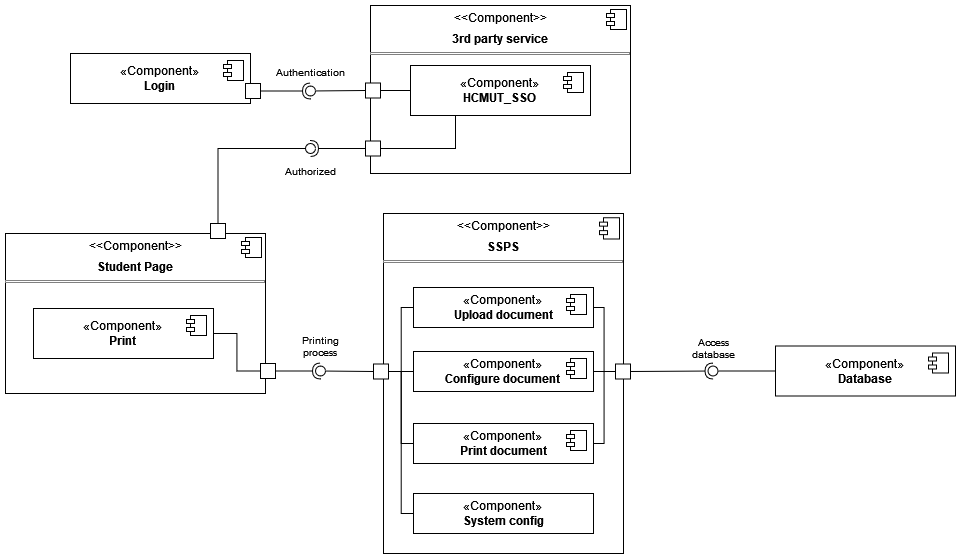 <<Component>>
3rd party service
«Component»
Login
Authentication
«Component»
HCMUT_SSO
Authorized
<<Component>>
Student Page
«Component»
Print
Printing
process
<<Component>>
SSPS
«Component»
Upload document
«Component»
Configure document
«Component»
Print document
«Component»
System config
Access
database
«Component»
Database